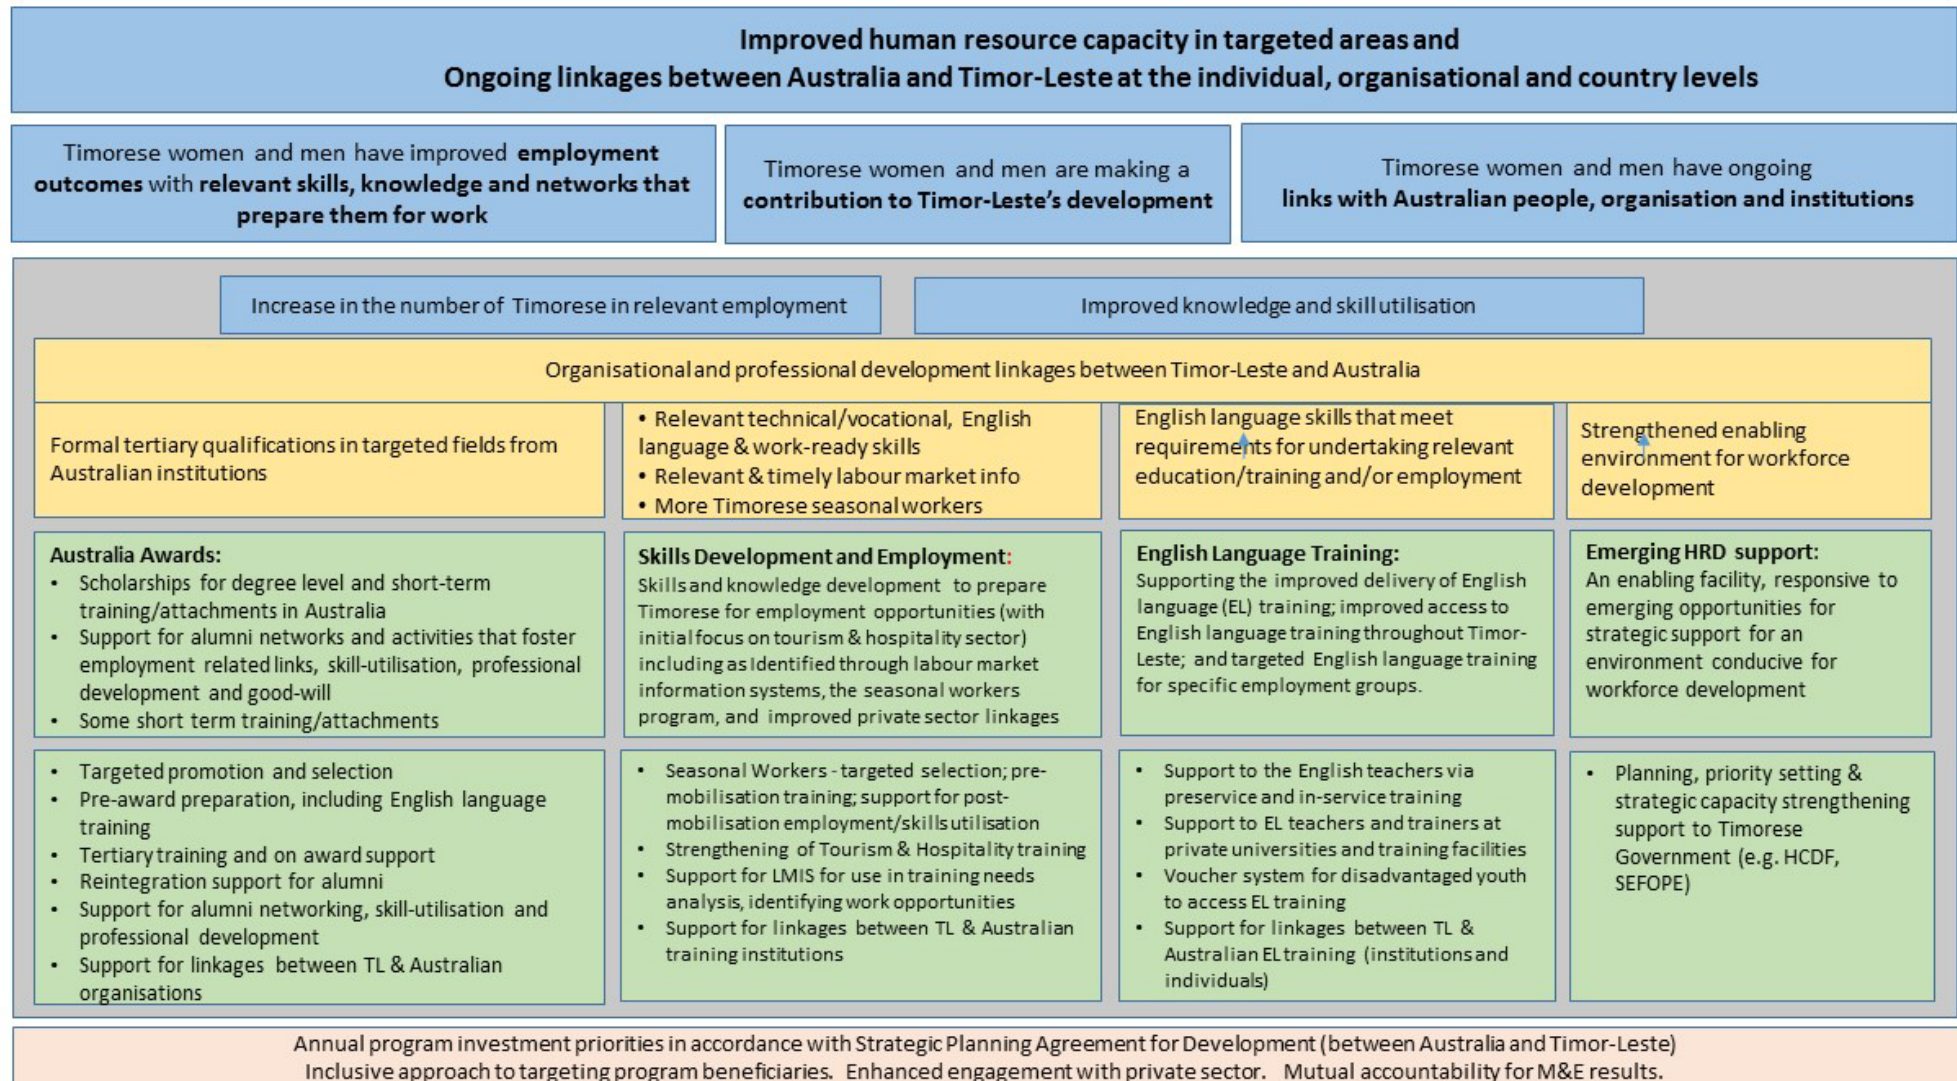 Improved human resource capacity in targeted areas and
Ongoing linkages between Australia and Timor-Leste at the individual, organisational and country levels
Timorese women and men have improved employment
outcomes with relevant skills, knowledge and networks that
prepare them for work
Timorese women and men are making a
contribution to Timor-Leste's development
Timorese women and men have ongoing
links with Australian people, organisation and institutions
Increase in the number of Timorese in relevant employment
Improved knowledge and skill utilisation
Organisational and professional development linkages between Timor-Leste and Australia
Formal tertiary qualifications in targeted fields from
Australian institutions
• Relevant technical/vocational, English
language & work-ready skills
• Relevant & timely labour market info
• More Timorese seasonal workers
English language skills that meet
requirements for undertaking relevant
education/training and/or employment
Strengthened enabling
environment for workforce
development
Australia Awards:
• Scholarships for degree level and short-term
training/attachments in Australia
• Support for alumni networks and activities that foster
employment related links, skill-utilisation, professional
development and good-will
• Some short term training/attachments
Skills Development and Employment:
Skills and knowledge development to prepare
Timorese for employment opportunities (with
initial focus on tourism & hospitality sector)
including as Identified through labour market
information systems, the seasonal workers
program, and improved private sector linkages
English Language Training:
Supporting the improved delivery of English
language (EL) training; improved access to
English language training throughout Timor-
Leste; and targeted English language training
for specific employment groups.
Emerging HRD support:
An enabling facility, responsive to
emerging opportunities for
strategic support for an
environment conducive for
workforce development
• Targeted promotion and selection
• Pre-award preparation, including English language
training
• Tertiary training and on award support
• Reintegration support for alumni
• Support for alumni networking, skill-utilisation and
professional development
• Support for linkages between TL & Australian
organisations
• Seasonal Workers - targeted selection; pre-
mobilisation training; support for post-
mobilisation employment/skills utilisation
• Strengthening of Tourism & Hospitality training
• Support for LMIS for use in training needs
analysis, identifying work opportunities
• Support for linkages between TL & Australian
training institutions
• Support to the English teachers via
preservice and in-service training
• Support to EL teachers and trainers at
private universities and training facilities
• Voucher system for disadvantaged youth
to access EL training
• Support for linkages between TL &
Australian EL training (institutions and
individuals)
• Planning, priority setting &
strategic capacity strengthening
support to Timorese
Government (e.g. HCDF,
SEFOPE)
Annual program investment priorities in accordance with Strategic Planning Agreement for Development (between Australia and Timor-Leste)
Inclusive approach to targeting program beneficiaries. Enhanced engagement with private sector. Mutual accountability for M&E results.